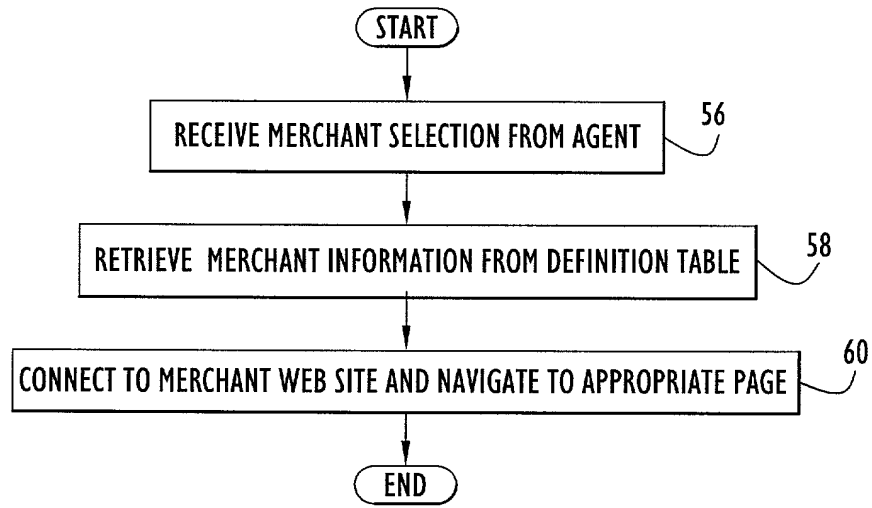 START
RECEIVE MERCHANT SELECTION FROM AGENT
56
RETRIEVE MERCHANT INFORMATION FROM DEFINITION TABLE
58
CONNECT TO MERCHANT WEB SITE AND NAVIGATE TO APPROPRIATE PAGE
60
END